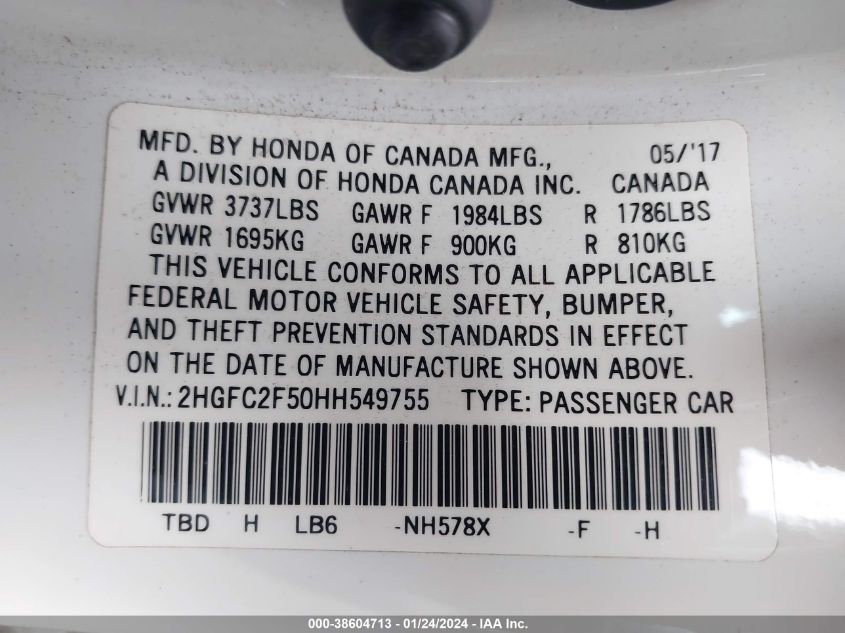 MFD. BY HONDA OF CANADA MFG., 05/'17
A DIVISION OF HONDA CANADA INC. CANADA
GVWR 3737LBS GAWR F 1984LBS R 1786LBS
GVWR 1695KG GAWR F 900KG R 810KG
THIS VEHICLE CONFORMS TO ALL APPLICABLE
FEDERAL MOTOR VEHICLE SAFETY, BUMPER,
AND THEFT PREVENTION STANDARDS IN EFFECT
ON THE DATE OF MANUFACTURE SHOWN ABOVE.
V.I.N.: 2HGFC2F50HH549755 TYPE: PASSENGER CAR
TBD H LB6 -NH578X -F -H
000-38604713 - 01/24/2024 - IAA Inc.